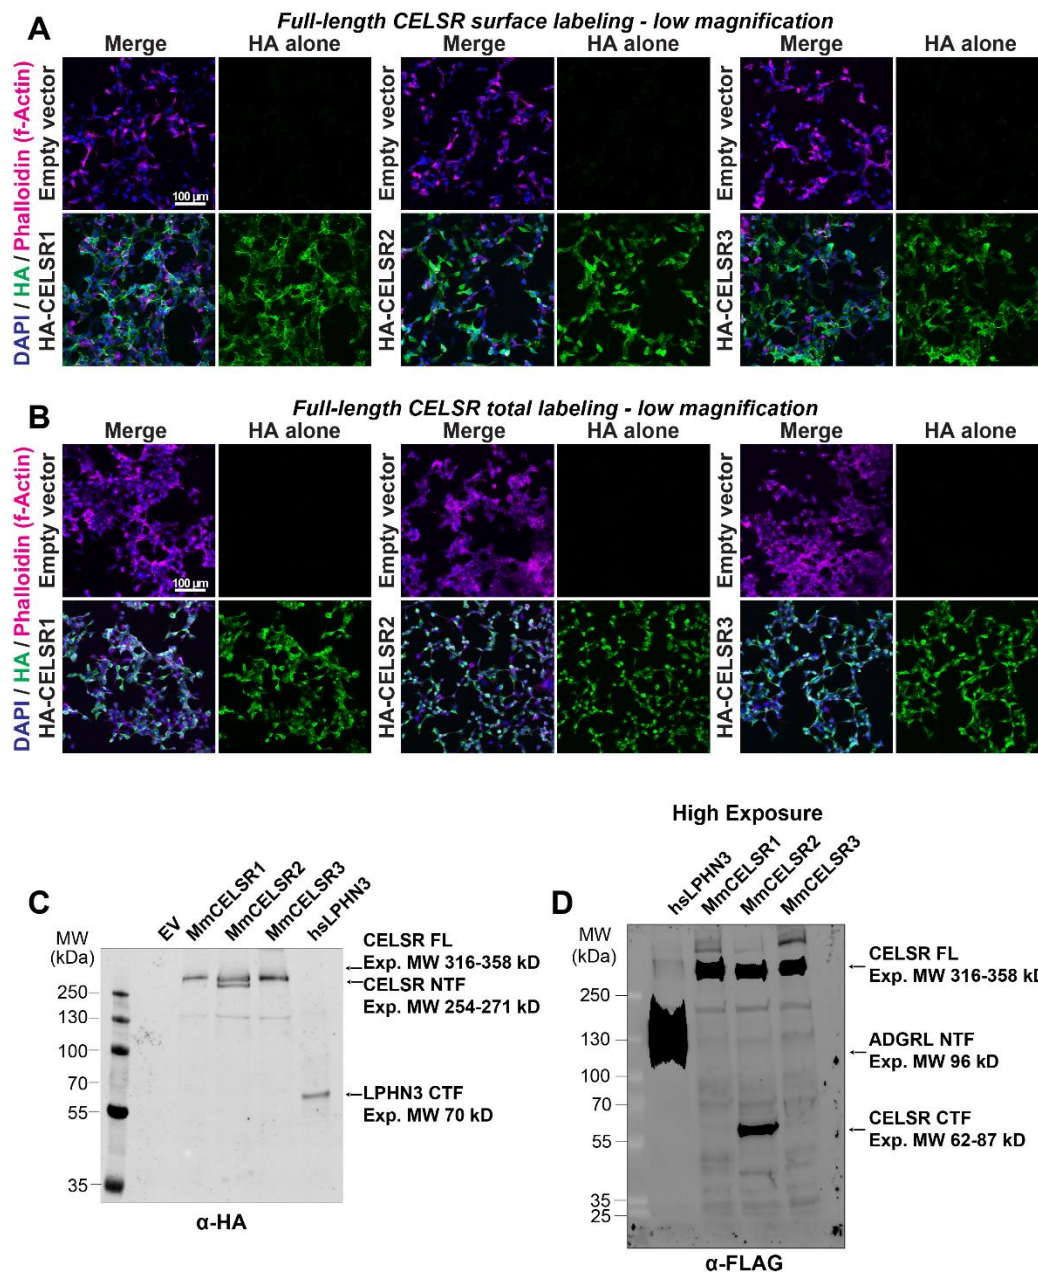 A
Full-length CELSR surface labeling - low magnification
Merge
HA alone
Merge
HA alone
Merge
HA alone
DAPI / HA / Phalloidin (f-Actin)
Empty vector
Empty vector
Empty vector
100 µm
HA-CELSR1
HA-CELSR2
HA-CELSR3
B
Full-length CELSR total labeling - low magnification
Merge
HA alone
Merge
HA alone
Merge
HA alone
DAPI / HA / Phalloidin (f-Actin)
Empty vector
Empty vector
Empty vector
100 µm
HA-CELSR1
HA-CELSR2
HA-CELSR3
C
EV
MmCELSR1
MmCELSR2
MmCELSR3
hsLPHN3
MW
(kDa)
250
130
100
70
55
35
CELSR FL
Exp. MW 316-358 kD
CELSR NTF
Exp. MW 254-271 kD
LPHN3 CTF
Exp. MW 70 kD
α-HA
High Exposure
D
hsLPHN3
MmCELSR1
MmCELSR2
MmCELSR3
MW
(kDa)
250
130
100
70
55
35
25
CELSR FL
Exp. MW 316-358 kD
ADGRL NTF
Exp. MW 96 kD
CELSR CTF
Exp. MW 62-87 kD
α-FLAG